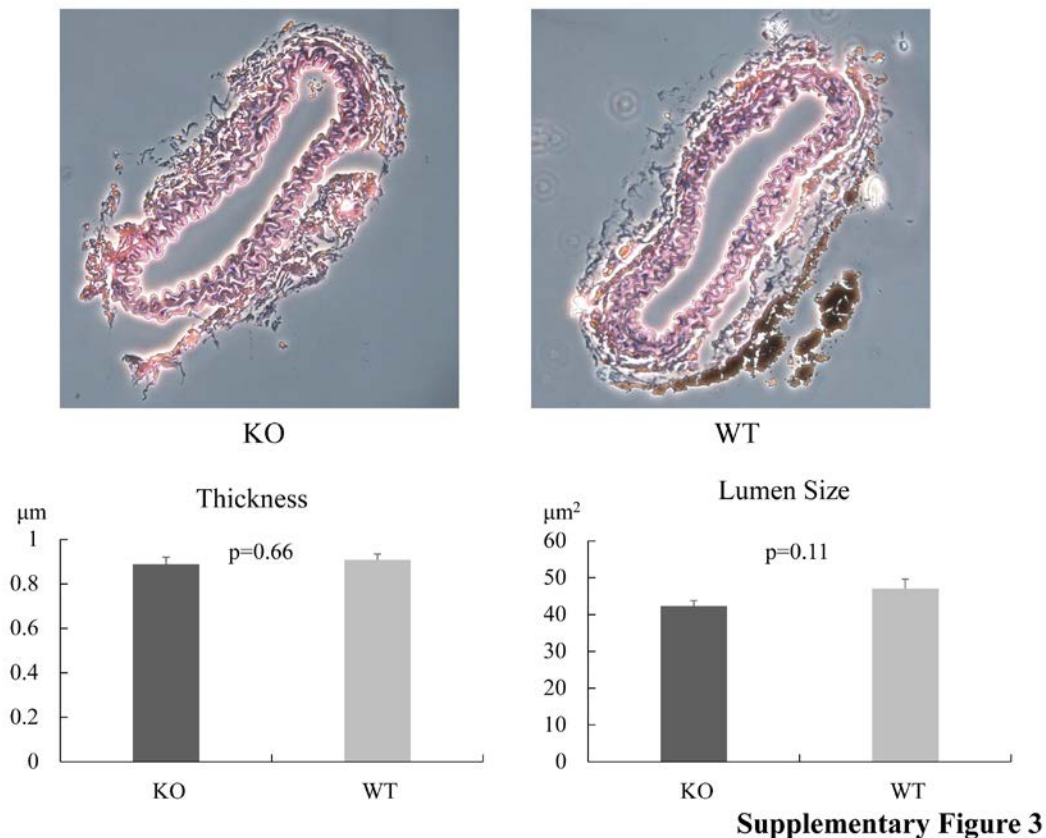 KO
WT
Thickness
μm
1
0.8
0.6
0.4
0.2
0
p=0.66
KO
WT
Lumen Size
μm²
60
50
40
30
20
10
0
p=0.11
KO
WT
Supplementary Figure 3